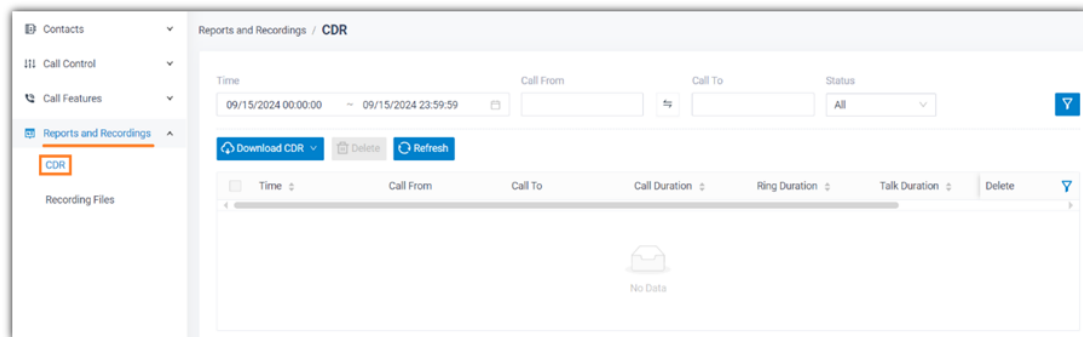 Contacts
Reports and Recordings / CDR
Call Control
Call Features
Reports and Recordings
CDR
Recording Files
Time
Call From
Call To
Status
09/15/2024 00:00:00 ~ 09/15/2024 23:59:59
All
Download CDR
Delete
Refresh
Time Call From Call To Call Duration Ring Duration Talk Duration Delete
No Data